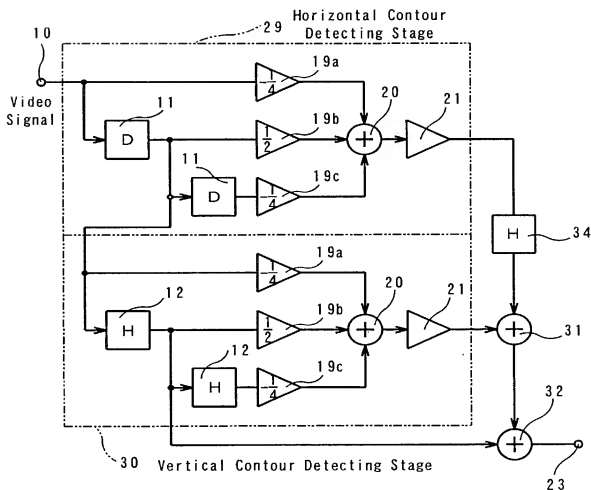 29
Horizontal Contour
Detecting Stage
10
Video
Signal
19a
-1/4
11
D
20
21
19b
1/2
11
D
19c
-1/4
H
34
19a
-1/4
12
H
20
21
19b
1/2
31
12
H
19c
-1/4
32
30
Vertical Contour Detecting Stage
23